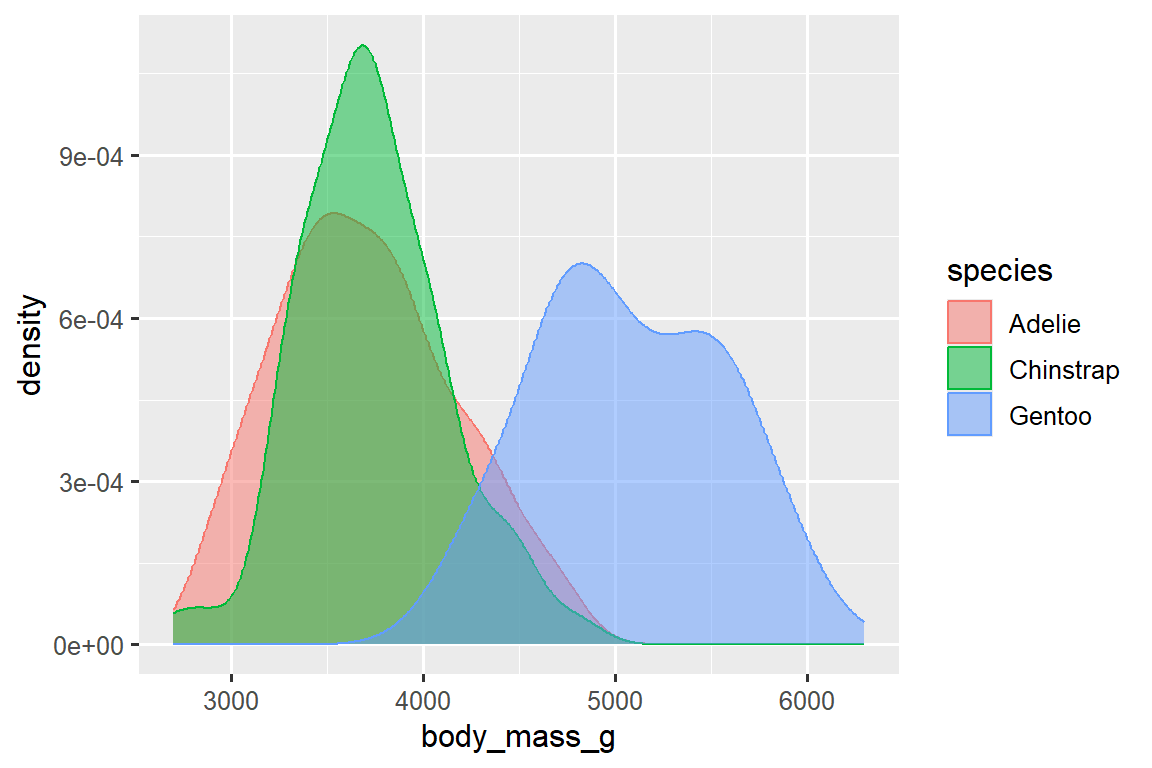 9e-04
6e-04
3e-04
0e+00
density
3000 4000 5000 6000
body_mass_g
species
Adelie
Chinstrap
Gentoo